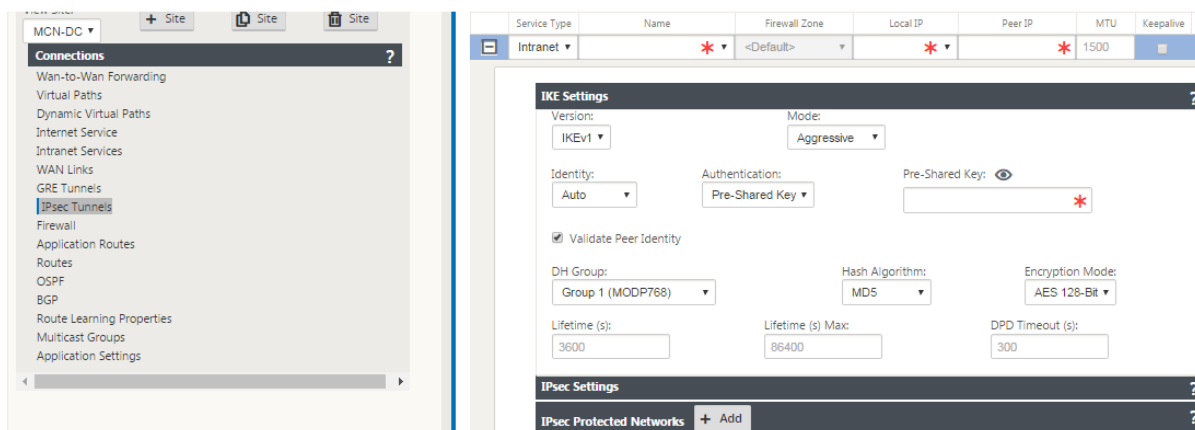 + Site
Site
Site
MCN-DC
Connections ?
Wan-to-Wan Forwarding
Virtual Paths
Dynamic Virtual Paths
Internet Service
Intranet Services
WAN Links
GRE Tunnels
IPsec Tunnels
Firewall
Application Routes
Routes
OSPF
BGP
Route Learning Properties
Multicast Groups
Application Settings
Service Type Name Firewall Zone Local IP Peer IP MTU Keepalive
Intranet * <Default> * * 1500
IKE Settings ?
Version: Mode:
IKEv1 Aggressive
Identity: Authentication: Pre-Shared Key:
Auto Pre-Shared Key *
Validate Peer Identity
DH Group: Hash Algorithm: Encryption Mode:
Group 1 (MODP768) MD5 AES 128-Bit
Lifetime (s): Lifetime (s) Max: DPD Timeout (s):
3600 86400 300
IPsec Settings ?
IPsec Protected Networks + Add ?